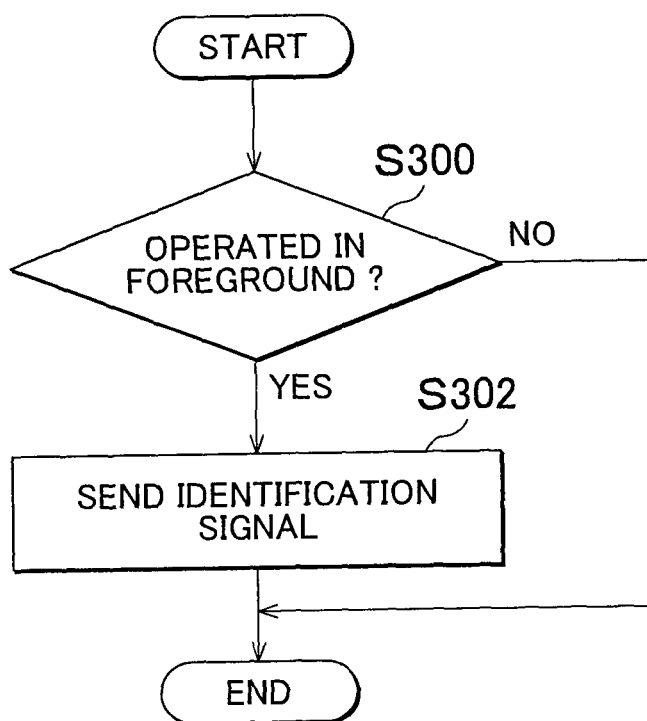 START
S300
OPERATED IN
FOREGROUND ?
NO
YES
S302
SEND IDENTIFICATION
SIGNAL
END